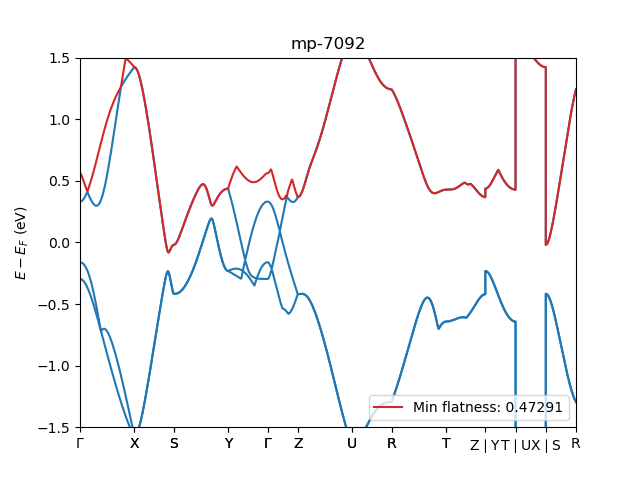 mp-7092
E − E_F (eV)
1.5
1.0
0.5
0.0
−0.5
−1.0
−1.5
Min flatness: 0.47291
Γ X S Y Γ Z U R T Z | Y T | U X | S R